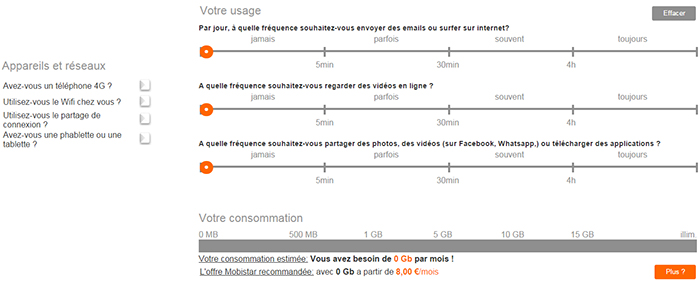 Votre usage
Effacer
Par jour, à quelle fréquence souhaitez-vous envoyer des emails ou surfer sur internet?
jamais parfois souvent toujours
5min 30min 4h
Appareils et réseaux
Avez-vous un téléphone 4G ?
Utilisez-vous le Wifi chez vous ?
Utilisez-vous le partage de
connexion ?
Avez-vous une phablette ou une
tablette ?
A quelle fréquence souhaitez-vous regarder des vidéos en ligne ?
jamais parfois souvent toujours
5min 30min 4h
A quelle fréquence souhaitez-vous partager des photos, des vidéos (sur Facebook, Whatsapp,) ou télécharger des applications ?
jamais parfois souvent toujours
5min 30min 4h
Votre consommation
0 MB 500 MB 1 GB 5 GB 10 GB 15 GB illim.
Votre consommation estimée: Vous avez besoin de 0 Gb par mois !
L'offre Mobistar recommandée: avec 0 Gb a partir de 8,00 €/mois
Plus ?